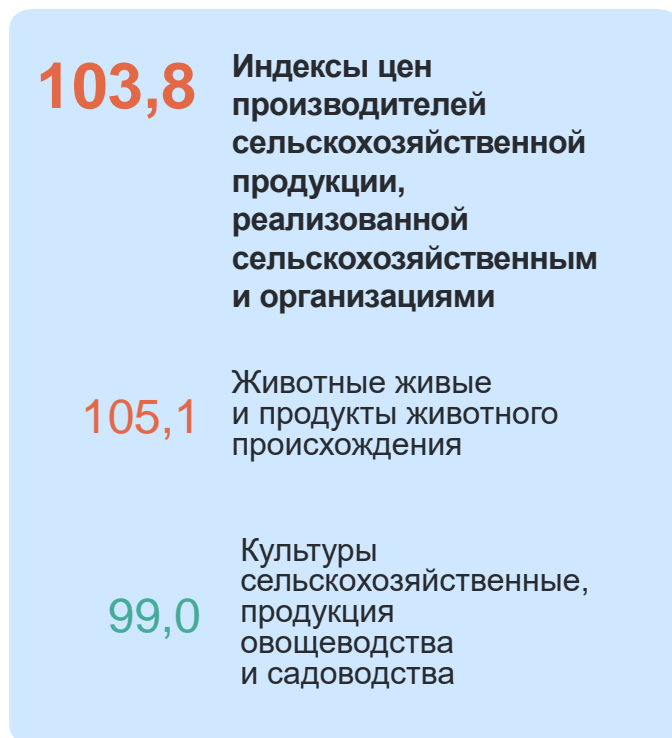 103,8
Индексы цен
производителей
сельскохозяйственной
продукции,
реализованной
сельскохозяйственным
и организациями
105,1
Животные живые
и продукты животного
происхождения
99,0
Культуры
сельскохозяйственные,
продукция
овощеводства
и садоводства